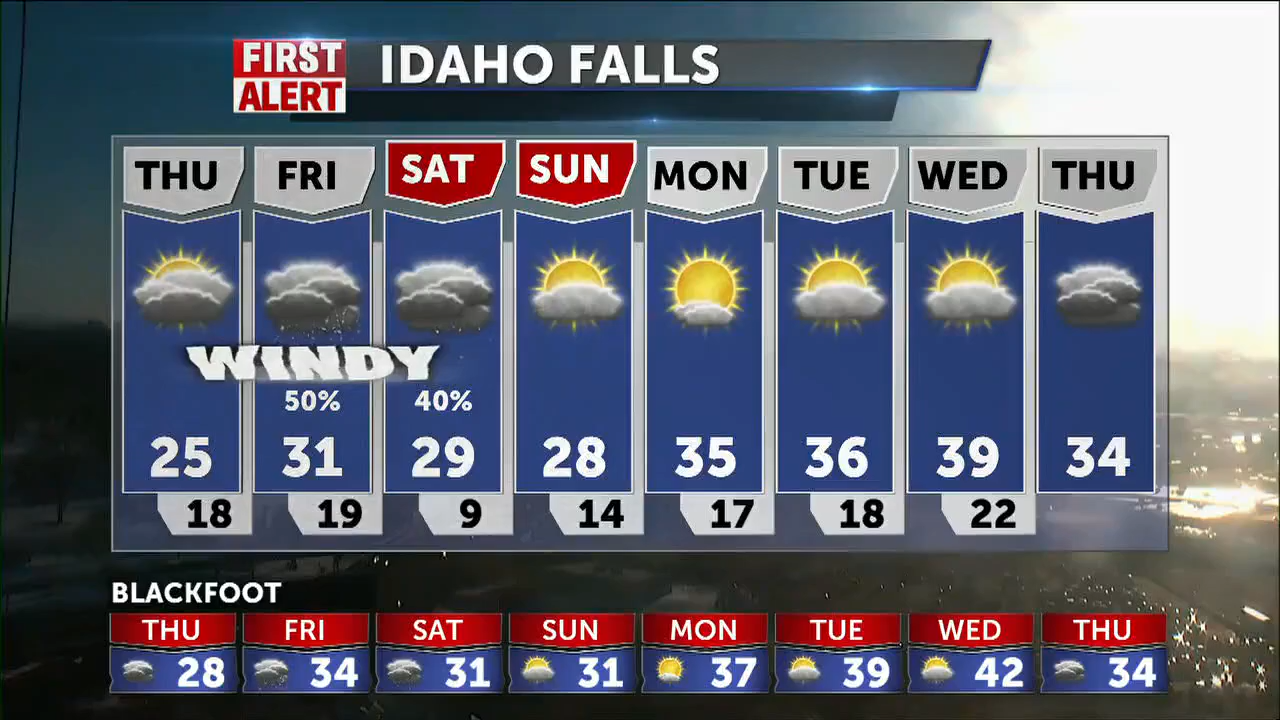 FIRST ALERT
IDAHO FALLS
THU FRI SAT SUN MON TUE WED THU
WINDY
50% 40%
25 31 29 28 35 36 39 34
18 19 9 14 17 18 22
BLACKFOOT
THU FRI SAT SUN MON TUE WED THU
28 34 31 31 37 39 42 34